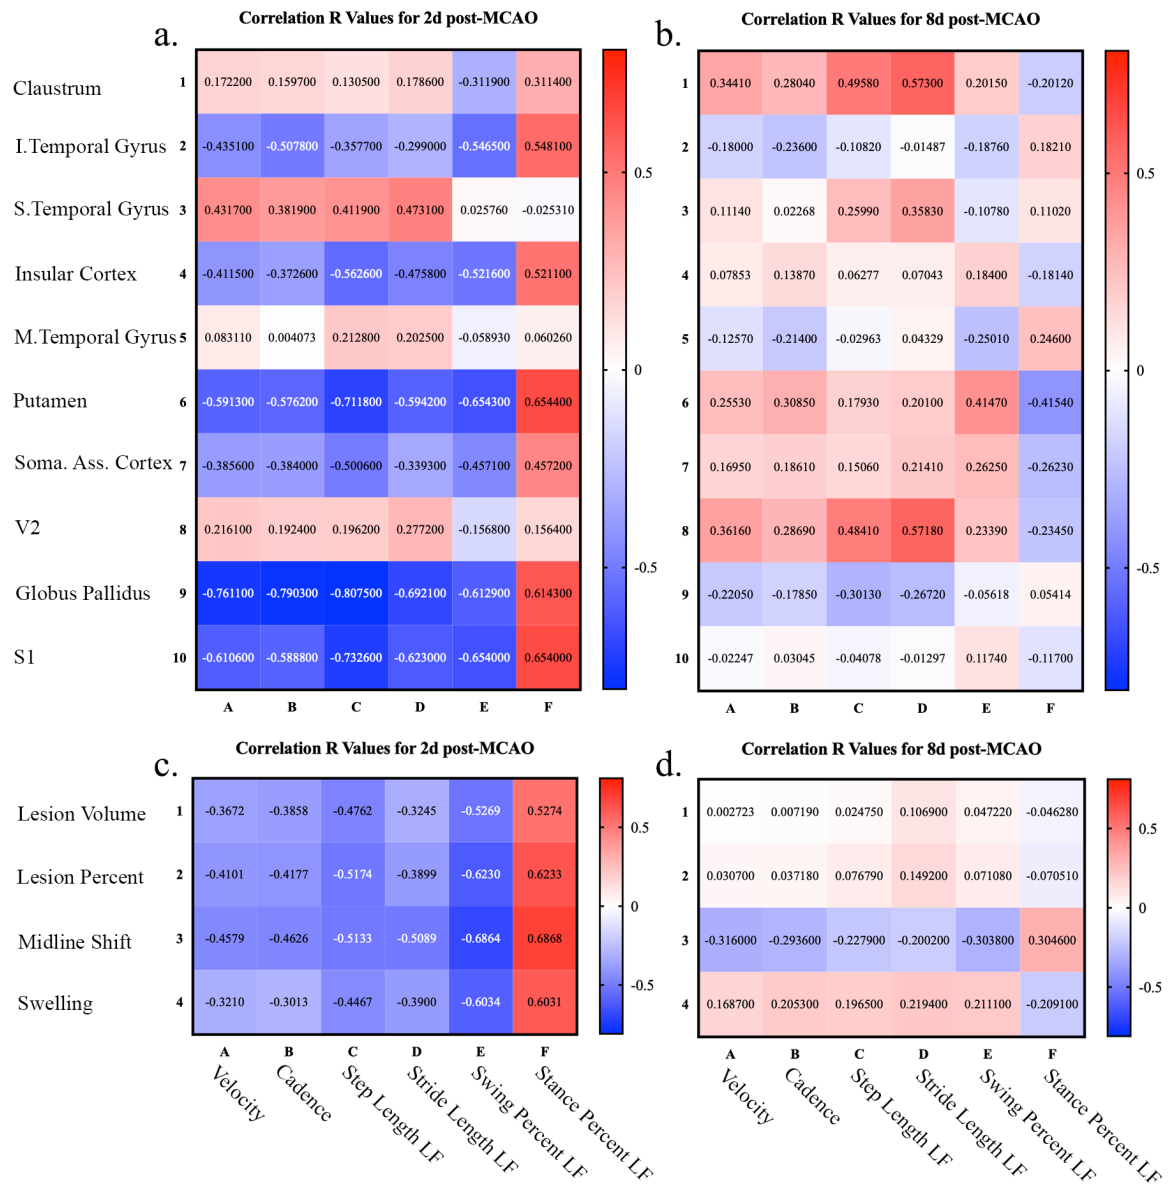 Correlation R Values for 2d post-MCAO
a.
Claustrum 1 0.172200 0.159700 0.130500 0.178600 -0.311900 0.311400
I.Temporal Gyrus 2 -0.435100 -0.507800 -0.357700 -0.299000 -0.546500 0.548100
S.Temporal Gyrus 3 0.431700 0.381900 0.411900 0.473100 0.025760 -0.025310
Insular Cortex 4 -0.411500 -0.372600 -0.562600 -0.475800 -0.521600 0.521100
M.Temporal Gyrus 5 0.083110 0.004073 0.212800 0.202500 -0.058930 0.060260
Putamen 6 -0.591300 -0.576200 -0.711800 -0.594200 -0.654300 0.654400
Soma. Ass. Cortex 7 -0.385600 -0.384000 -0.500600 -0.339300 -0.457100 0.457200
V2 8 0.216100 0.192400 0.196200 0.277200 -0.156800 0.156400
Globus Pallidus 9 -0.761100 -0.790300 -0.807500 -0.692100 -0.612900 0.614300
S1 10 -0.610600 -0.588800 -0.732600 -0.623000 -0.654000 0.654000
A B C D E F
0.5
0
-0.5
Correlation R Values for 8d post-MCAO
b.
1 0.34410 0.28040 0.49580 0.57300 0.20150 -0.20120
2 -0.18000 -0.23600 -0.10820 -0.01487 -0.18760 0.18210
3 0.11140 0.02268 0.25990 0.35830 -0.10780 0.11020
4 0.07853 0.13870 0.06277 0.07043 0.18400 -0.18140
5 -0.12570 -0.21400 -0.02963 0.04329 -0.25010 0.24600
6 0.25530 0.30850 0.17930 0.20100 0.41470 -0.41540
7 0.16950 0.18610 0.15060 0.21410 0.26250 -0.26230
8 0.36160 0.28690 0.48410 0.57180 0.23390 -0.23450
9 -0.22050 -0.17850 -0.30130 -0.26720 -0.05618 0.05414
10 -0.02247 0.03045 -0.04078 -0.01297 0.11740 -0.11700
A B C D E F
0.5
0
-0.5
Correlation R Values for 2d post-MCAO
c.
Lesion Volume 1 -0.3672 -0.3858 -0.4762 -0.3245 -0.5269 0.5274
Lesion Percent 2 -0.4101 -0.4177 -0.5174 -0.3899 -0.6230 0.6233
Midline Shift 3 -0.4579 -0.4626 -0.5133 -0.5089 -0.6864 0.6868
Swelling 4 -0.3210 -0.3013 -0.4467 -0.3900 -0.6034 0.6031
A B C D E F
Velocity
Cadence
Step Length LF
Stride Length LF
Swing Percent LF
Stance Percent LF
0.5
0
-0.5
Correlation R Values for 8d post-MCAO
d.
1 0.002723 0.007190 0.024750 0.106900 0.047220 -0.046280
2 0.030700 0.037180 0.076790 0.149200 0.071080 -0.070510
3 -0.316000 -0.293600 -0.227900 -0.200200 -0.303800 0.304600
4 0.168700 0.205300 0.196500 0.219400 0.211100 -0.209100
A B C D E F
Velocity
Cadence
Step Length LF
Stride Length LF
Swing Percent LF
Stance Percent LF
0.5
0
-0.5